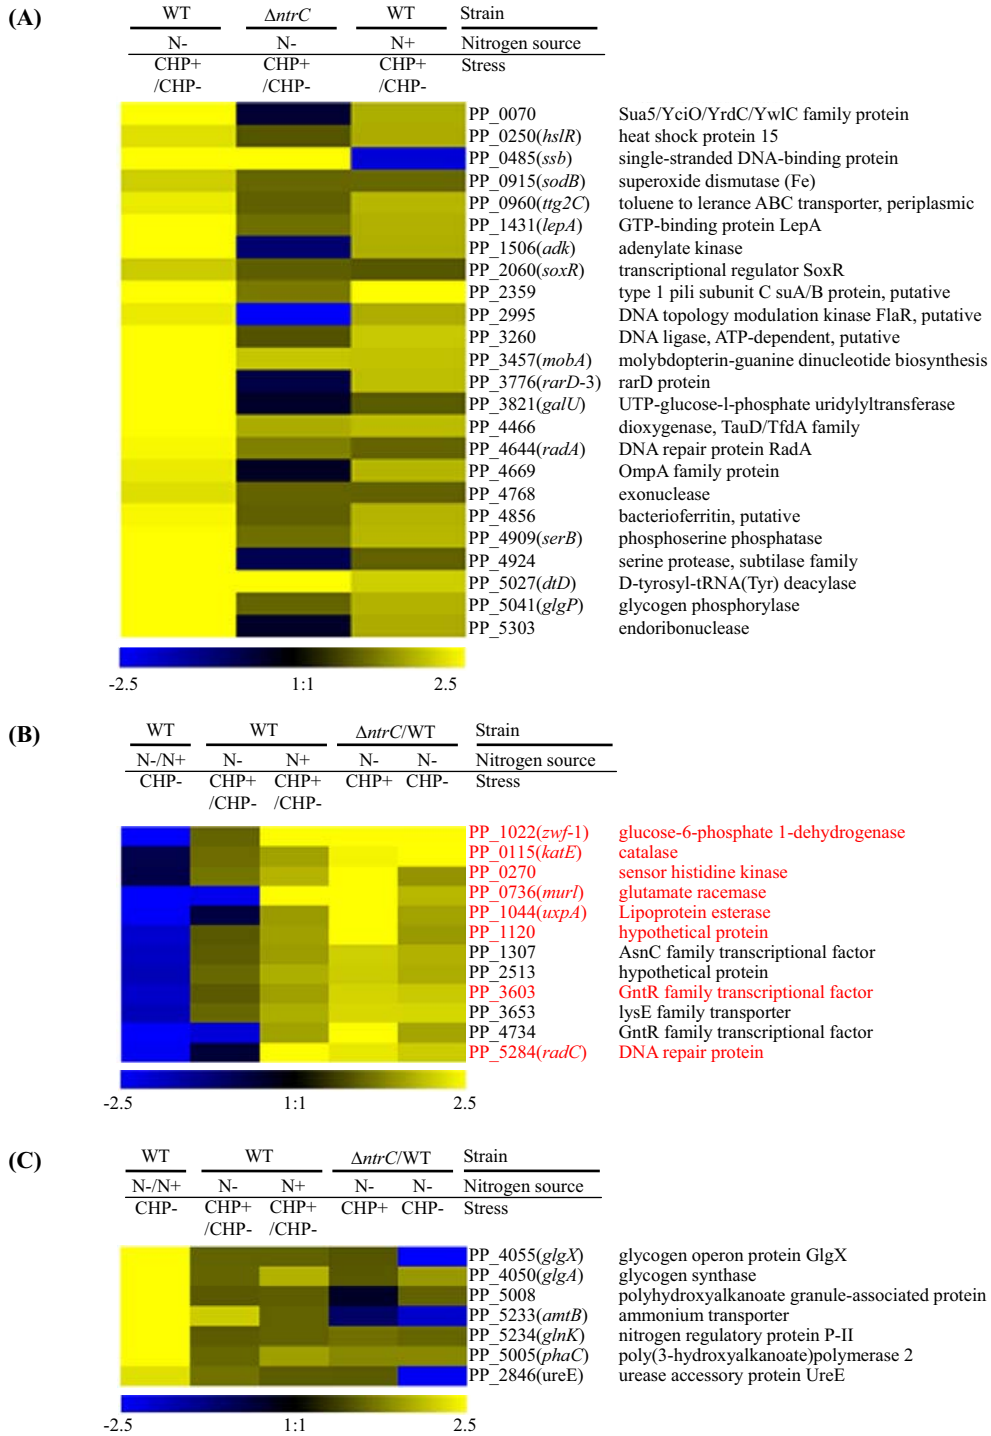 (A)
WT ΔntrC WT Strain
N- N- N+ Nitrogen source
CHP+ CHP+ CHP+ Stress
/CHP- /CHP- /CHP-
PP_0070 Sua5/YciO/YrdC/YwlC family protein
PP_0250(hslR) heat shock protein 15
PP_0485(ssb) single-stranded DNA-binding protein
PP_0915(sodB) superoxide dismutase (Fe)
PP_0960(ttg2C) toluene to lerance ABC transporter, periplasmic
PP_1431(lepA) GTP-binding protein LepA
PP_1506(adk) adenylate kinase
PP_2060(soxR) transcriptional regulator SoxR
PP_2359 type 1 pili subunit C suA/B protein, putative
PP_2995 DNA topology modulation kinase FlaR, putative
PP_3260 DNA ligase, ATP-dependent, putative
PP_3457(mobA) molybdopterin-guanine dinucleotide biosynthesis
PP_3776(rarD-3) rarD protein
PP_3821(galU) UTP-glucose-l-phosphate uridylyltransferase
PP_4466 dioxygenase, TauD/TfdA family
PP_4644(radA) DNA repair protein RadA
PP_4669 OmpA family protein
PP_4768 exonuclease
PP_4856 bacterioferritin, putative
PP_4909(serB) phosphoserine phosphatase
PP_4924 serine protease, subtilase family
PP_5027(dtD) D-tyrosyl-tRNA(Tyr) deacylase
PP_5041(glgP) glycogen phosphorylase
PP_5303 endoribonuclease
-2.5 1:1 2.5
(B)
WT WT ΔntrC/WT Strain
N-/N+ N- N+ N- N- Nitrogen source
CHP- CHP+ CHP+ CHP+ CHP- Stress
/CHP- /CHP-
PP_1022(zwf-1) glucose-6-phosphate 1-dehydrogenase
PP_0115(katE) catalase
PP_0270 sensor histidine kinase
PP_0736(murI) glutamate racemase
PP_1044(uxpA) Lipoprotein esterase
PP_1120 hypothetical protein
PP_1307 AsnC family transcriptional factor
PP_2513 hypothetical protein
PP_3603 GntR family transcriptional factor
PP_3653 lysE family transporter
PP_4734 GntR family transcriptional factor
PP_5284(radC) DNA repair protein
-2.5 1:1 2.5
(C)
WT WT ΔntrC/WT Strain
N-/N+ N- N+ N- N- Nitrogen source
CHP- CHP+ CHP+ CHP+ CHP- Stress
/CHP- /CHP-
PP_4055(glgX) glycogen operon protein GlgX
PP_4050(glgA) glycogen synthase
PP_5008 polyhydroxyalkanoate granule-associated protein
PP_5233(amtB) ammonium transporter
PP_5234(glnK) nitrogen regulatory protein P-II
PP_5005(phaC) poly(3-hydroxyalkanoate)polymerase 2
PP_2846(ureE) urease accessory protein UreE
-2.5 1:1 2.5